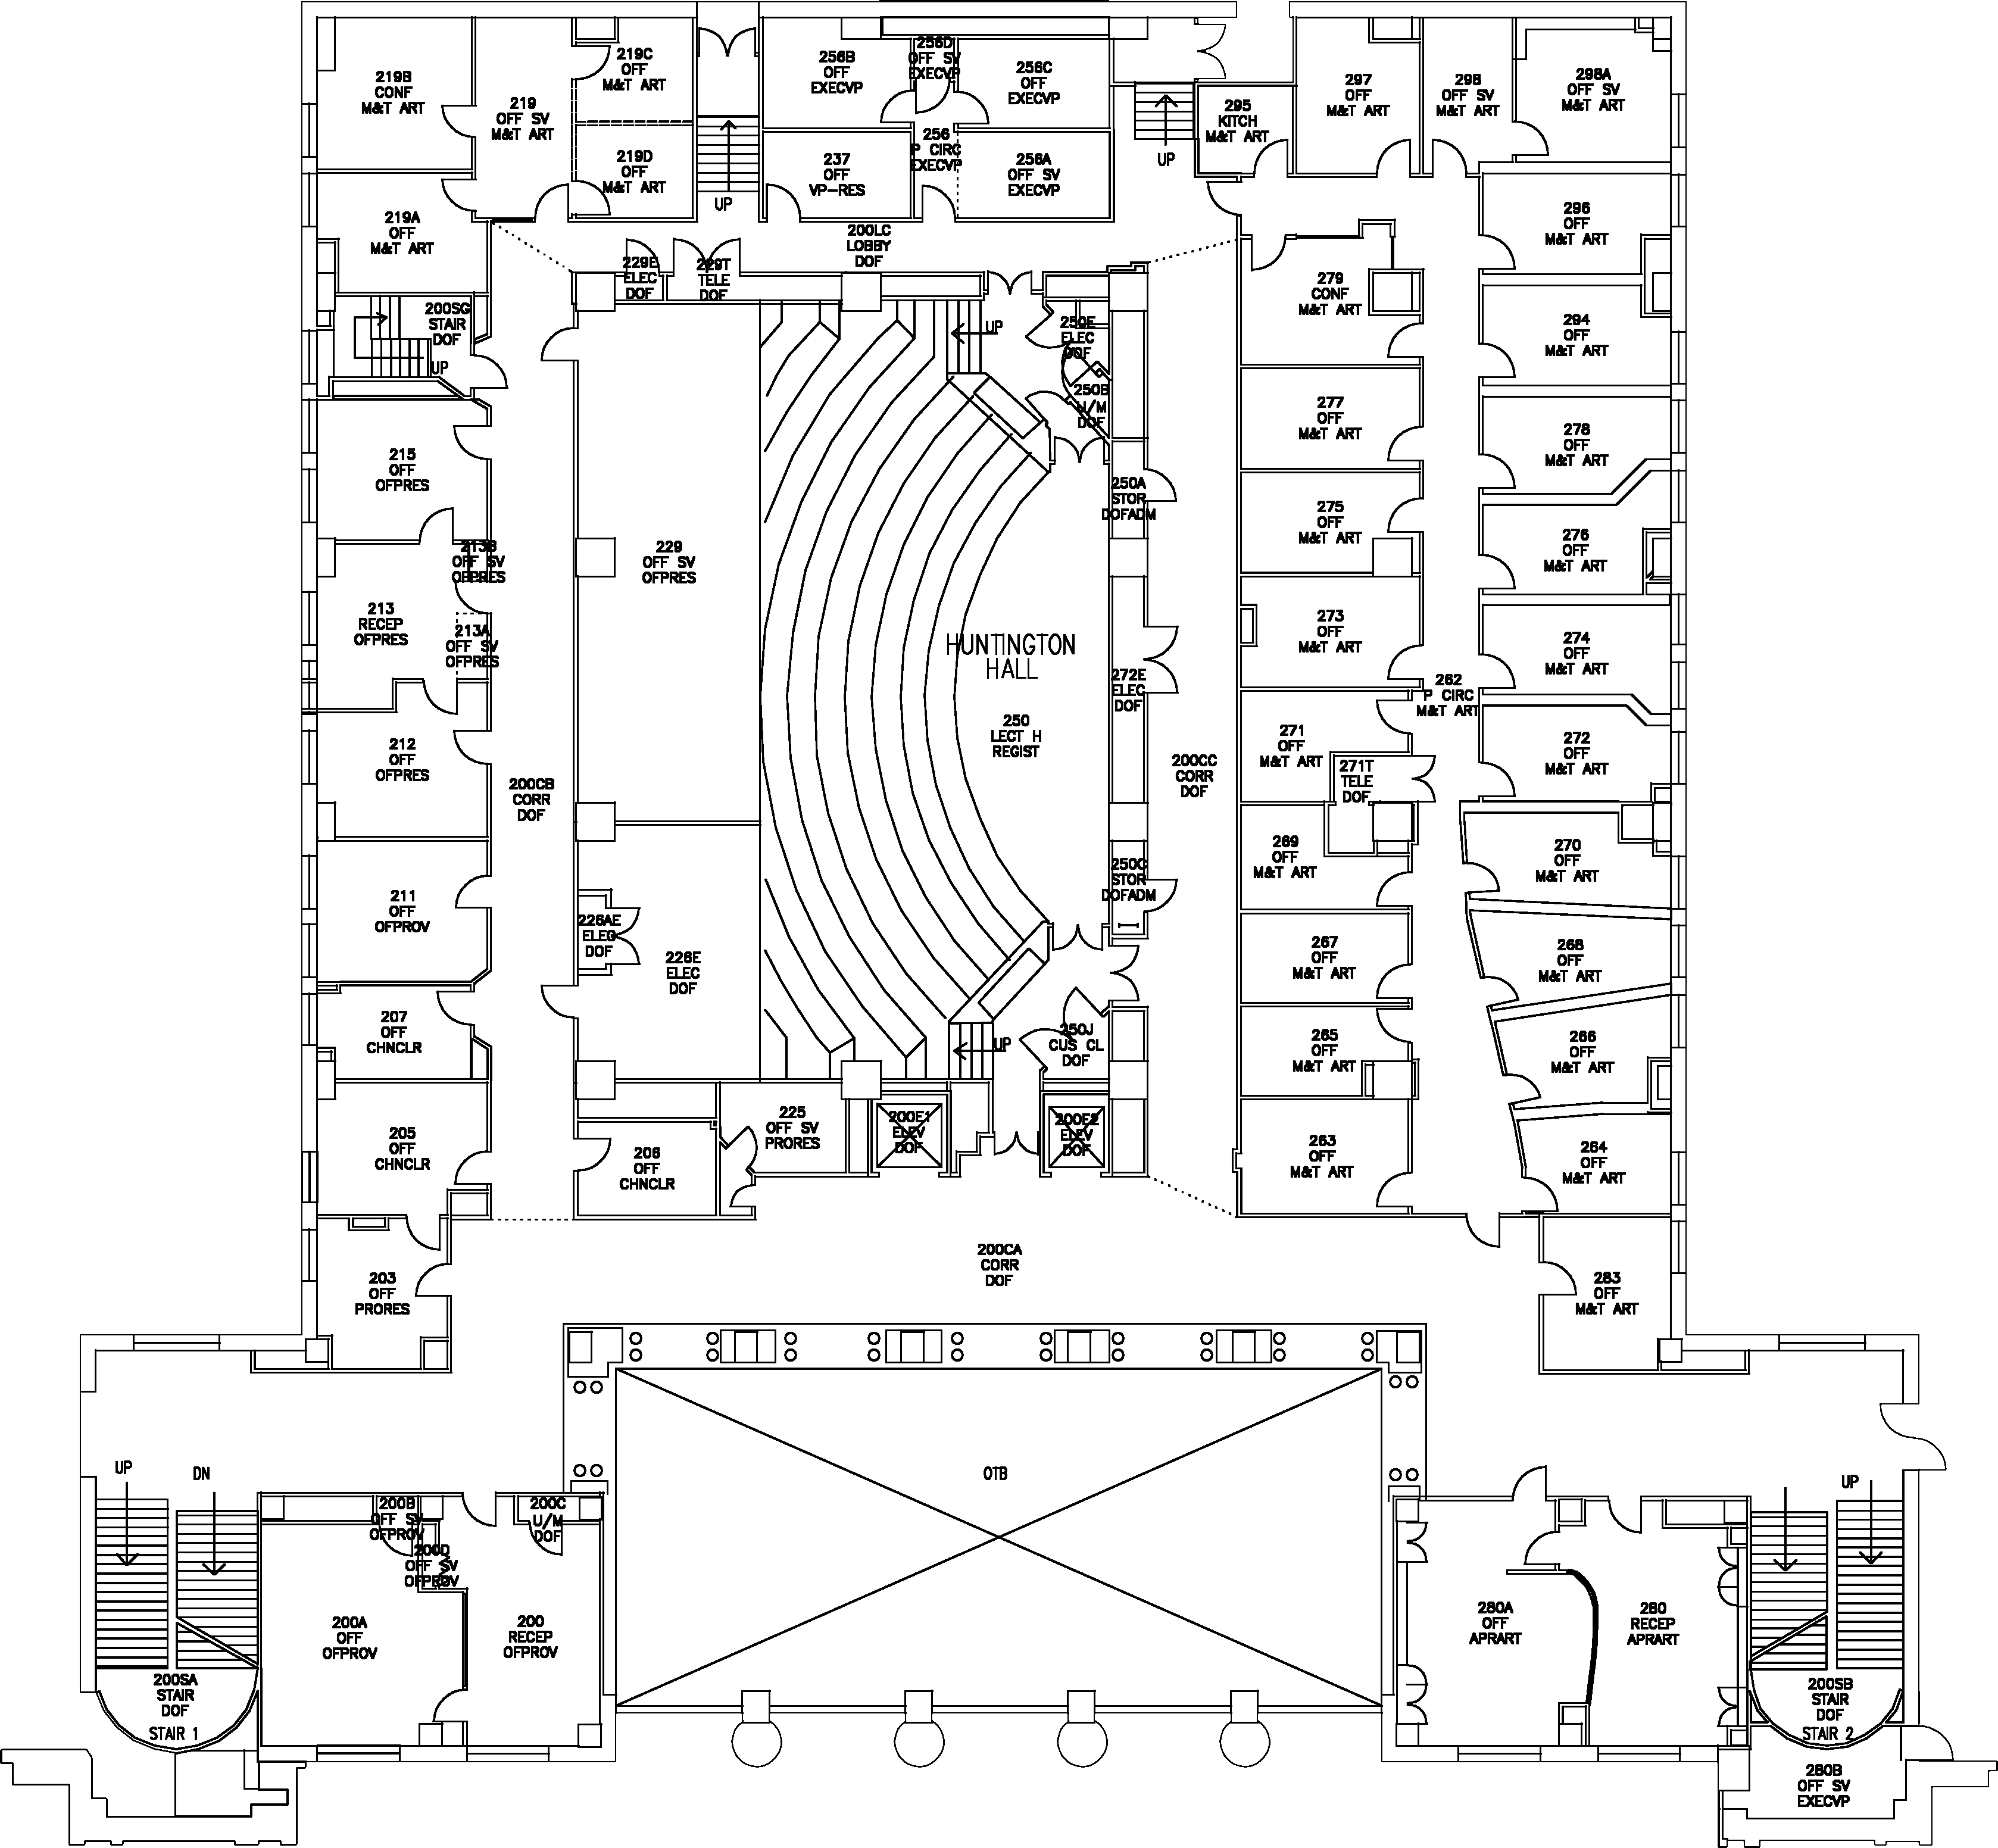 219B
CONF
M&T ART
219
OFF SV
M&T ART
219C
OFF
M&T ART
219D
OFF
M&T ART
219A
OFF
M&T ART
UP
256B
OFF
EXECVP
256D
OFF SV
EXECVP
256C
OFF
EXECVP
237
OFF
VP-RES
256
P CIRC
EXECVP
256A
OFF SV
EXECVP
UP
295
KITCH
M&T ART
297
OFF
M&T ART
298
OFF SV
M&T ART
298A
OFF SV
M&T ART
200LC
LOBBY
DOF
229E
ELEC
DOF
229T
TELE
DOF
296
OFF
M&T ART
279
CONF
M&T ART
294
OFF
M&T ART
200SG
STAIR
DOF
UP
UP
250E
ELEC
DOF
250B
U/M
DOF
277
OFF
M&T ART
278
OFF
M&T ART
215
OFF
OFPRES
250A
STOR
DOFADM
275
OFF
M&T ART
276
OFF
M&T ART
213B
OFF SV
OFPRES
229
OFF SV
OFPRES
213
RECEP
OFPRES
213A
OFF SV
OFPRES
HUNTINGTON
HALL
273
OFF
M&T ART
274
OFF
M&T ART
272E
ELEC
DOF
262
P CIRC
M&T ART
250
LECT H
REGIST
212
OFF
OFPRES
200CB
CORR
DOF
200CC
CORR
DOF
271
OFF
M&T ART
271T
TELE
DOF
272
OFF
M&T ART
269
OFF
M&T ART
270
OFF
M&T ART
250C
STOR
DOFADM
211
OFF
OFPROV
226AE
ELEC
DOF
226E
ELEC
DOF
267
OFF
M&T ART
268
OFF
M&T ART
207
OFF
CHNCLR
UP
250J
CUS CL
DOF
265
OFF
M&T ART
266
OFF
M&T ART
205
OFF
CHNCLR
206
OFF
CHNCLR
225
OFF SV
PRORES
200E1
ELEV
DOF
200E2
ELEV
DOF
263
OFF
M&T ART
264
OFF
M&T ART
203
OFF
PRORES
200CA
CORR
DOF
283
OFF
M&T ART
UP
DN
OTB
UP
200B
OFF SV
OFPROV
200D
OFF SV
OFPROV
200C
U/M
DOF
200A
OFF
OFPROV
200
RECEP
OFPROV
280A
OFF
APRART
280
RECEP
APRART
200SA
STAIR
DOF
STAIR 1
200SB
STAIR
DOF
STAIR 2
280B
OFF SV
EXECVP